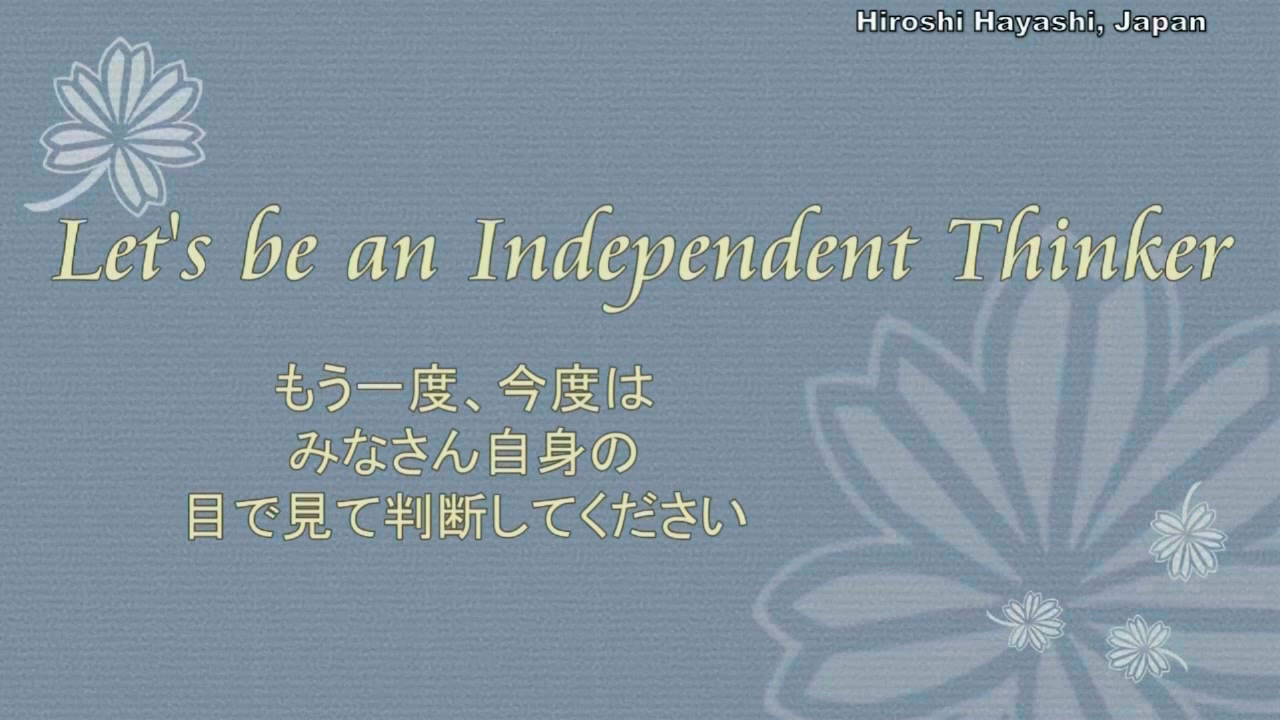 Hiroshi Hayashi, Japan
Let's be an Independent Thinker
もう一度、今度は
みなさん自身の
目で見て判断してください